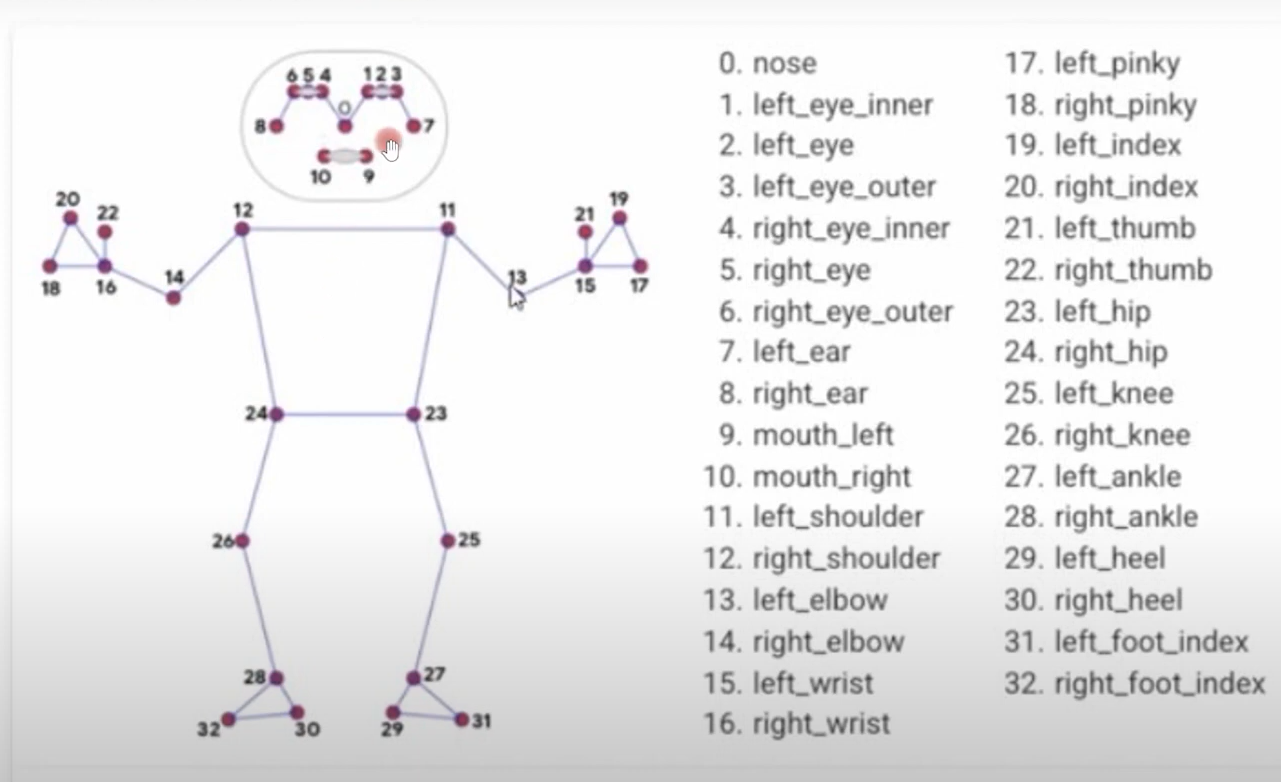 6 5 4 1 2 3
0
8 7
10 9
20 19
22 12 11 21
14 13
18 16 15 17
24 23
26 25
28 27
32 30 29 31
0. nose
1. left_eye_inner
2. left_eye
3. left_eye_outer
4. right_eye_inner
5. right_eye
6. right_eye_outer
7. left_ear
8. right_ear
9. mouth_left
10. mouth_right
11. left_shoulder
12. right_shoulder
13. left_elbow
14. right_elbow
15. left_wrist
16. right_wrist
17. left_pinky
18. right_pinky
19. left_index
20. right_index
21. left_thumb
22. right_thumb
23. left_hip
24. right_hip
25. left_knee
26. right_knee
27. left_ankle
28. right_ankle
29. left_heel
30. right_heel
31. left_foot_index
32. right_foot_index